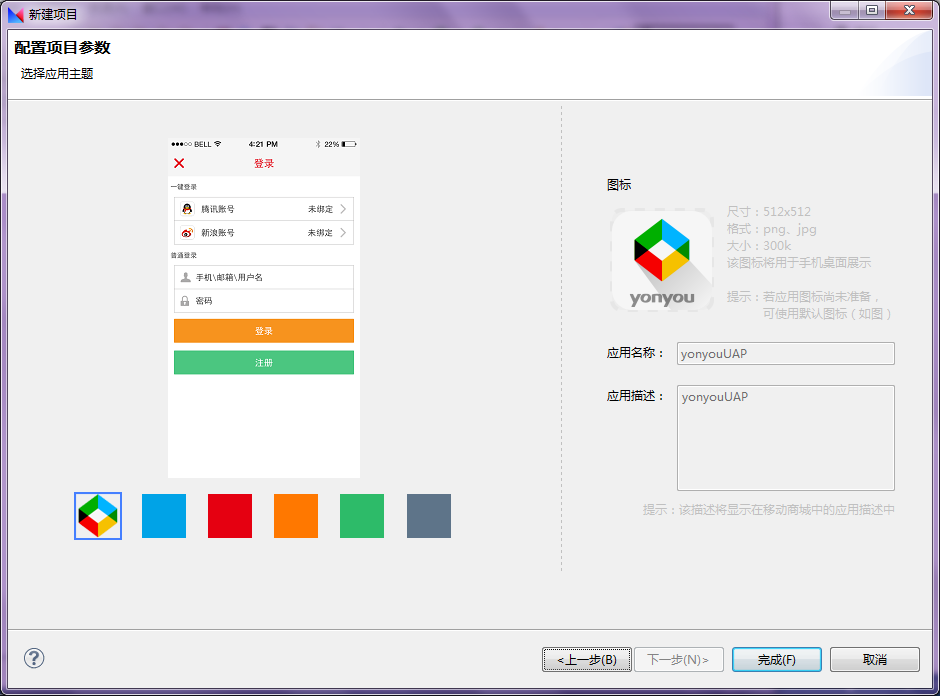 新建项目
配置项目参数
选择应用主题
BELL 4:21 PM 22%
登录
一键登录
腾讯账号 未绑定
新浪账号 未绑定
普通登录
手机\邮箱\用户名
密码
登录
注册
图标
yonyou
尺寸：512x512
格式：png、jpg
大小：300k
该图标将用于手机桌面展示
提示：若应用图标尚未准备，
可使用默认图标（如图）
应用名称： yonyouUAP
应用描述： yonyouUAP
提示：该描述将显示在移动商城中的应用描述中
?
<上一步(B) 下一步(N)> 完成(F) 取消